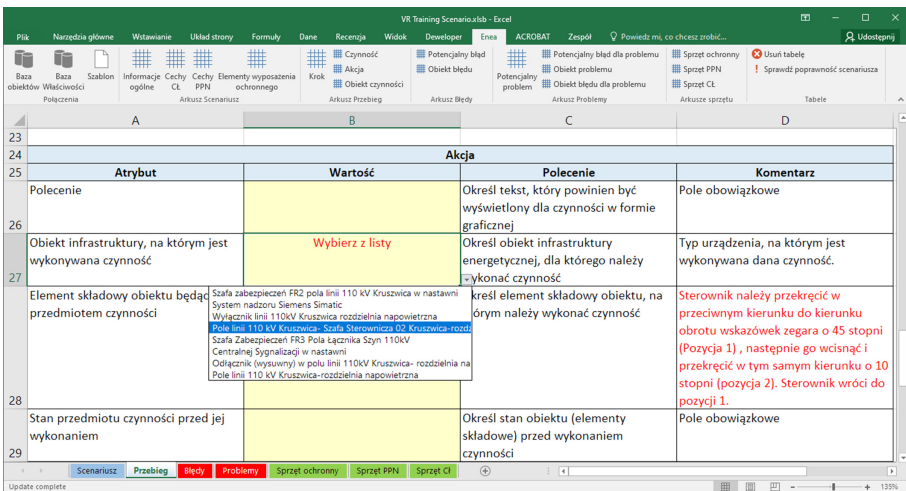 VR Training Scenario.xlsb - Excel
Plik Narzędzia główne Wstawianie Układ strony Formuły Dane Recenzja Widok Deweloper Enea ACROBAT Zespół Powiedz mi, co chcesz zrobić... Udostępnij
Baza obiektów
Baza Właściwości
Szablon
Połączenia
Informacje ogólne
Cechy CŁ
Cechy PPN
Elementy wyposażenia ochronnego
Arkusz Scenariusz
Krok
Czynność
Akcja
Obiekt czynności
Arkusz Przebieg
Potencjalny błąd
Obiekt błędu
Arkusz Błędy
Potencjalny problem
Potencjalny błąd dla problemu
Obiekt problemu
Obiekt błędu dla problemu
Arkusz Problemy
Sprzęt ochronny
Sprzęt PPN
Sprzęt CŁ
Arkusze sprzętu
Usuń tabelę
Sprawdź poprawność scenariusza
Tabele
A B C D
23
24 Akcja
25 Atrybut Wartość Polecenie Komentarz
Polecenie
Określ tekst, który powinien być
wyświetlony dla czynności w formie
graficznej
Pole obowiązkowe
26
Obiekt infrastruktury, na którym jest
wykonywana czynność
Wybierz z listy
Określ obiekt infrastruktury
energetycznej, dla którego należy
wykonać czynność
Typ urządzenia, na którym jest
wykonywana dana czynność.
27
Element składowy obiektu będąc
przedmiotem czynności
Szafa zabezpieczeń FR2 pola linii 110 kV Kruszwica w nastawni
System nadzoru Siemens Simatic
Wyłącznik linii 110kV Kruszwica rozdzielnia napowietrzna
Pole linii 110 kV Kruszwica- Szafa Sterownicza 02 Kruszwica-rozdz
Szafa Zabezpieczeń FR3 Pola Łącznika Szyn 110kV
Centralnej Sygnalizacji w nastawni
Odłącznik (wysuwny) w polu linii 110kV Kruszwica- rozdzielnia na
Pole linii 110 kV Kruszwica-rozdzielnia napowietrzna
kreśl element składowy obiektu, na
órym należy wykonać czynność
Sterownik należy przekręcić w
przeciwnym kierunku do kierunku
obrotu wskazówek zegara o 45 stopni
(Pozycja 1) , następnie go wcisnąć i
przekręcić w tym samym kierunku o 10
stopni (pozycja 2). Sterownik wróci do
pozycji 1.
28
Stan przedmiotu czynności przed jej
wykonaniem
Określ stan obiektu (elementy
składowe) przed wykonaniem
czynności
Pole obowiązkowe
29
Scenariusz Przebieg Błędy Problemy Sprzęt ochronny Sprzęt PPN Sprzęt CŁ
Update complete 135%